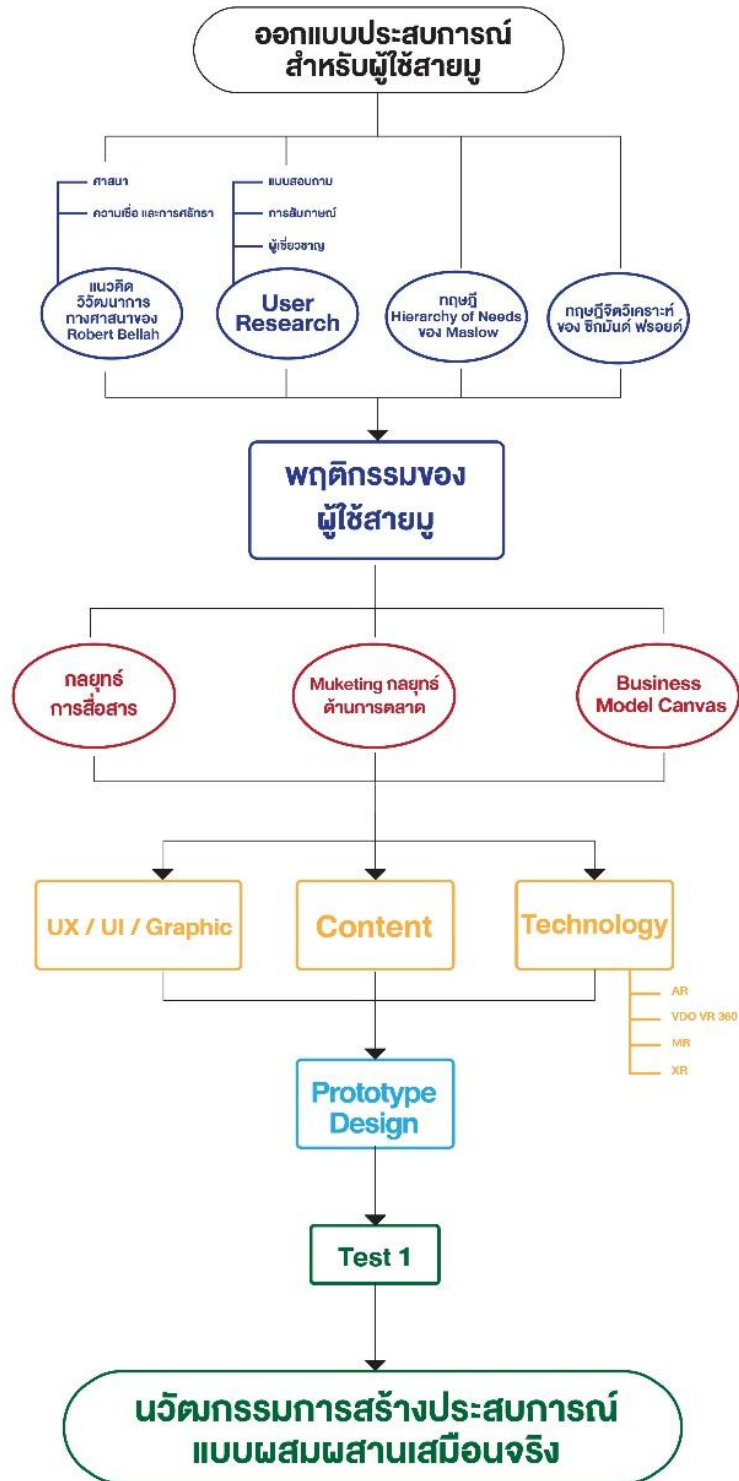 ออกแบบประสบการณ์
สำหรับผู้ใช้สายมู
ศาสนา
ความเชื่อ และการศรัทธา
แนวคิด
วิวัฒนาการ
ทางศาสนาของ
Robert Bellah
แบบสอบถาม
การสัมภาษณ์
ผู้เชี่ยวชาญ
User
Research
ทฤษฎี
Hierarchy of Needs
ของ Maslow
ทฤษฎีจิตวิเคราะห์
ของ ซิกมันด์ ฟรอยด์
พฤติกรรมของ
ผู้ใช้สายมู
กลยุทธ์
การสื่อสาร
Muketing กลยุทธ์
ด้านการตลาด
Business
Model Canvas
UX / UI / Graphic
Content
Technology
AR
VDO VR 360
MR
XR
Prototype
Design
Test 1
นวัตกรรมการสร้างประสบการณ์
แบบผสมผสานเสมือนจริง